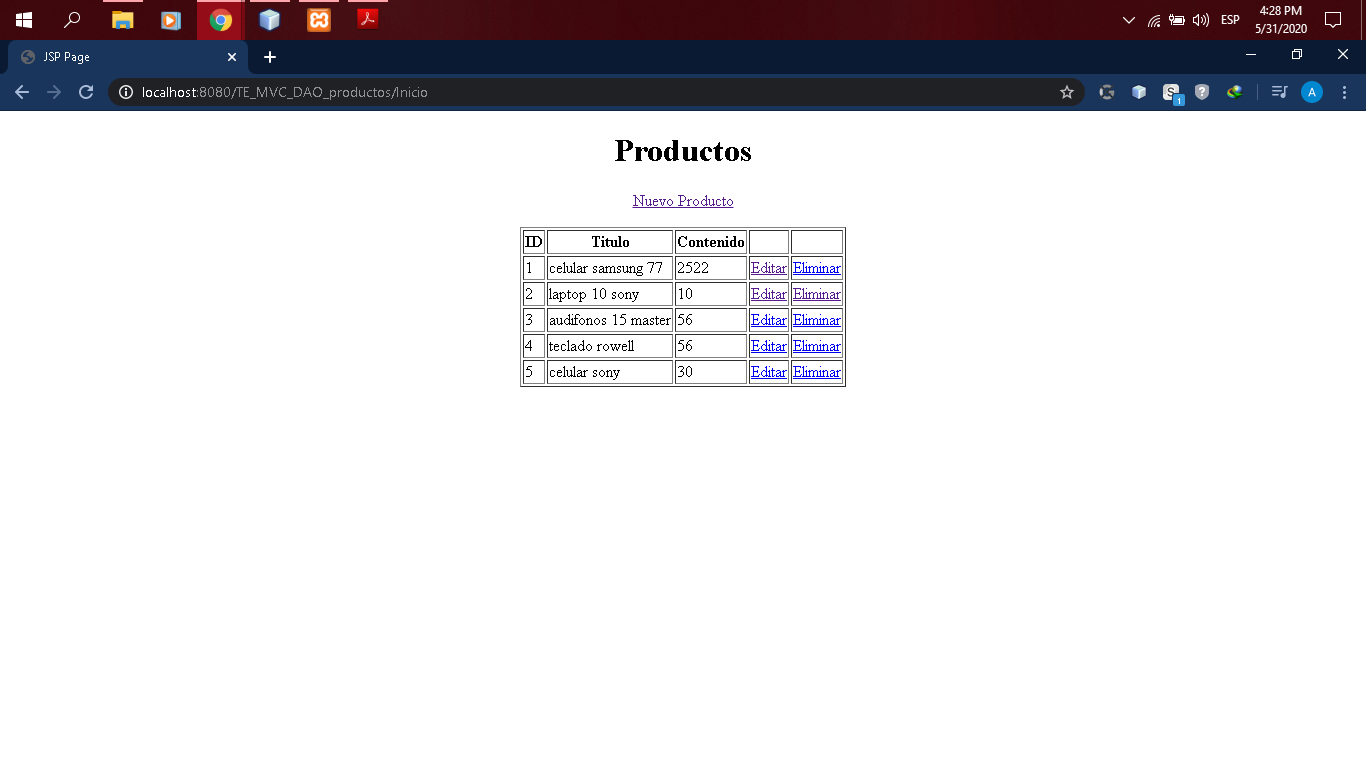 ESP
4:28 PM
5/31/2020
JSP Page
localhost:8080/TE_MVC_DAO_productos/Inicio
S
1
A
Productos
Nuevo Producto
ID Titulo Contenido
1 celular samsung 77 2522 Editar Eliminar
2 laptop 10 sony 10 Editar Eliminar
3 audifonos 15 master 56 Editar Eliminar
4 teclado rowell 56 Editar Eliminar
5 celular sony 30 Editar Eliminar